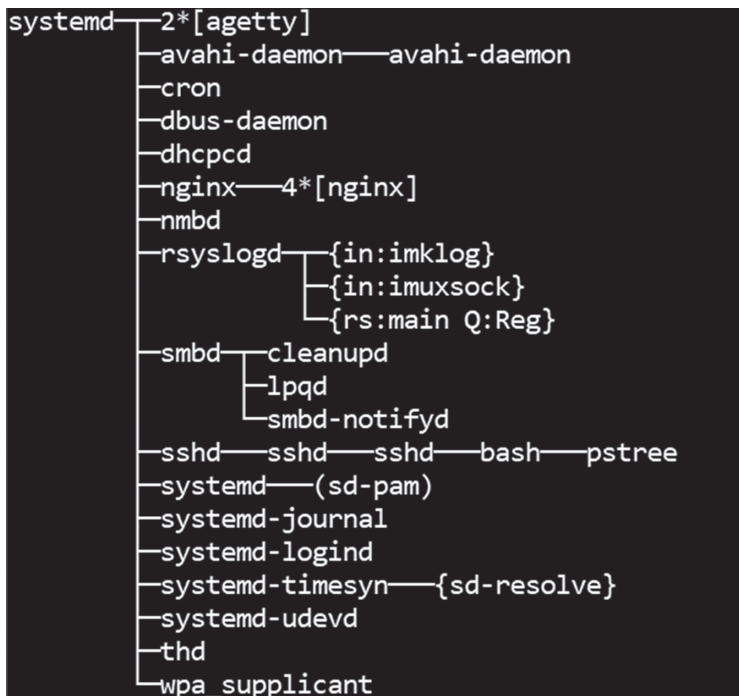 systemd─┬─2*[agetty]
        ├─avahi-daemon───avahi-daemon
        ├─cron
        ├─dbus-daemon
        ├─dhcpcd
        ├─nginx───4*[nginx]
        ├─nmbd
        ├─rsyslogd─┬─{in:imklog}
        │          ├─{in:imuxsock}
        │          └─{rs:main Q:Reg}
        ├─smbd─┬─cleanupd
        │      ├─lpqd
        │      └─smbd-notifyd
        ├─sshd───sshd───sshd───bash───pstree
        ├─systemd───(sd-pam)
        ├─systemd-journal
        ├─systemd-logind
        ├─systemd-timesyn───{sd-resolve}
        ├─systemd-udevd
        ├─thd
        └─wpa_supplicant